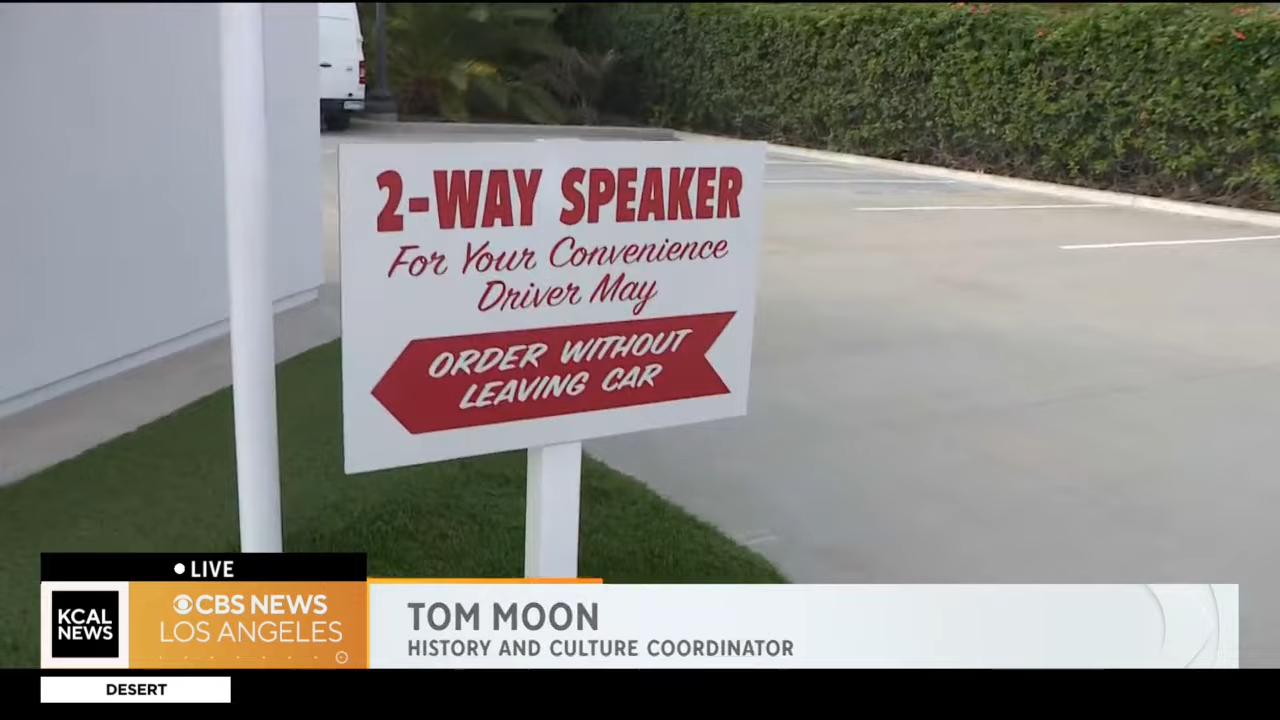 2-WAY SPEAKER
For Your Convenience
Driver May
ORDER WITHOUT
LEAVING CAR
LIVE
KCAL
NEWS
CBS NEWS
LOS ANGELES
TOM MOON
HISTORY AND CULTURE COORDINATOR
DESERT